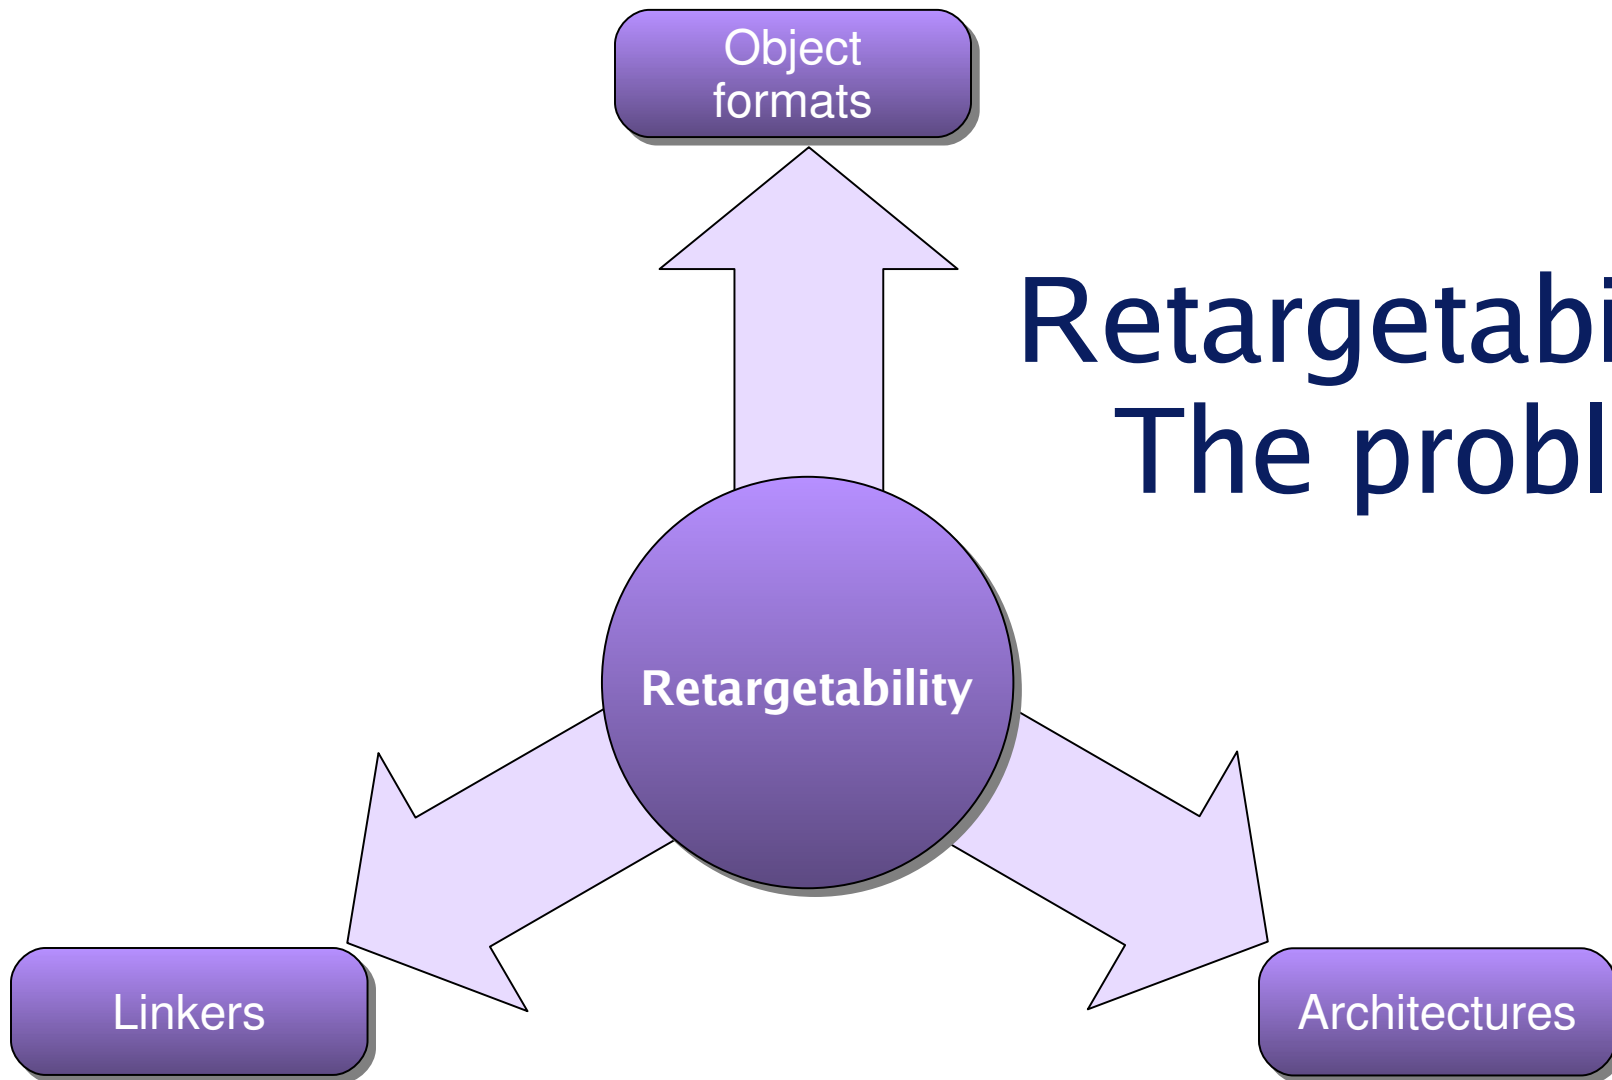 Object
formats
Retargetabi
The probl
Retargetability
Linkers
Architectures